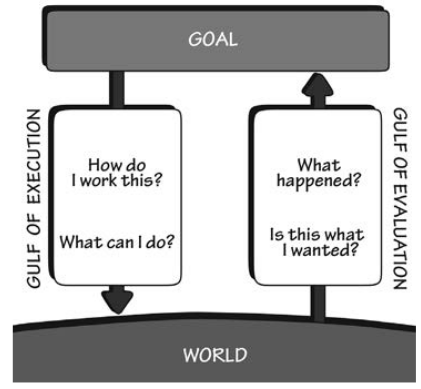 GOAL
GULF OF EXECUTION
How do
I work this?
What can I do?
What
happened?
Is this what
I wanted?
GULF OF EVALUATION
WORLD